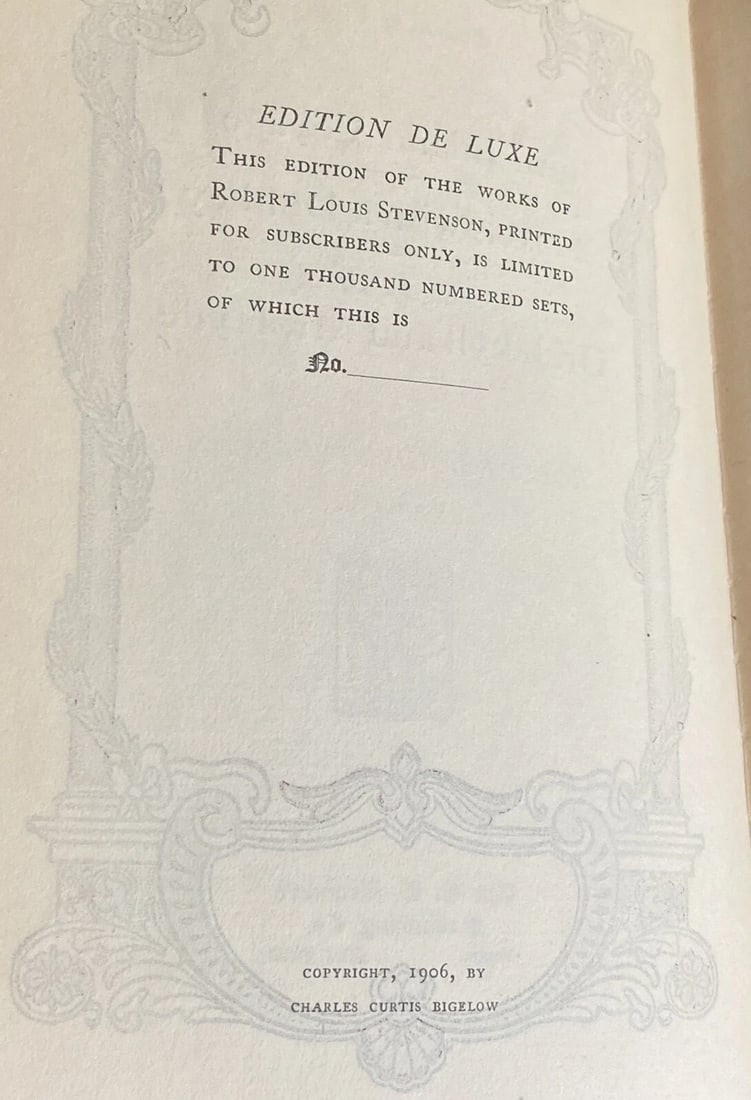 EDITION DE LUXE
THIS EDITION OF THE WORKS OF
ROBERT LOUIS STEVENSON, PRINTED
FOR SUBSCRIBERS ONLY, IS LIMITED
TO ONE THOUSAND NUMBERED SETS,
OF WHICH THIS IS
No.
COPYRIGHT, 1906, BY
CHARLES CURTIS BIGELOW